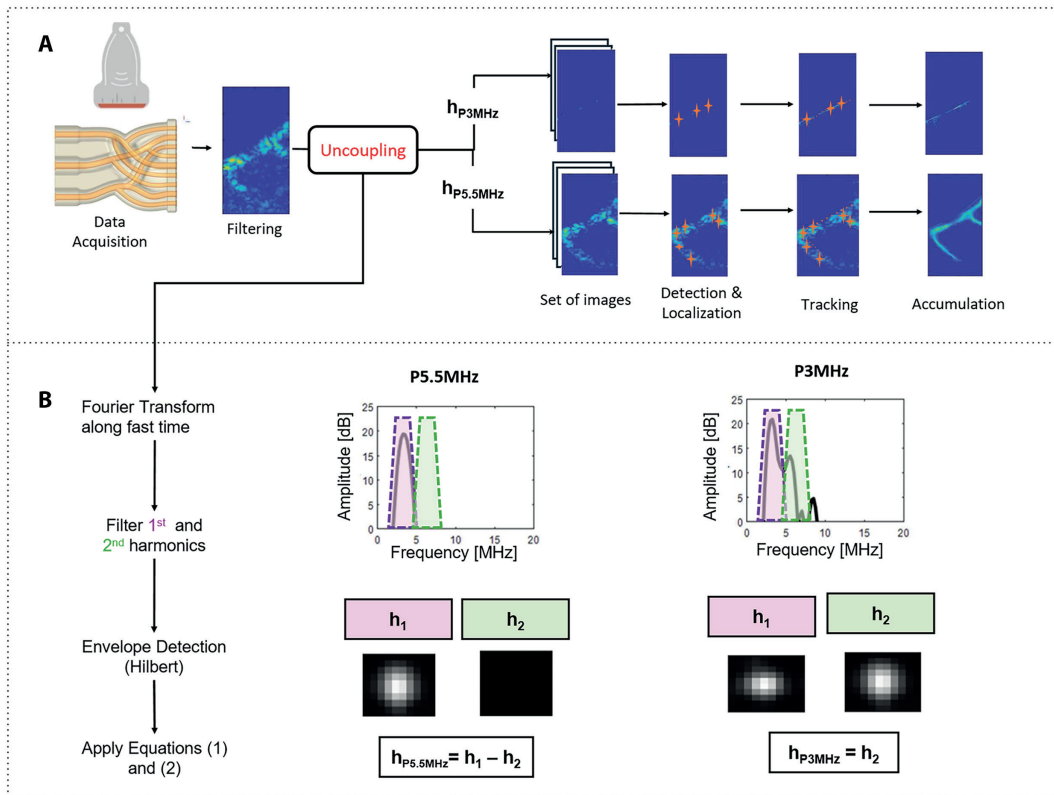 A
Data
Acquisition
Filtering
Uncoupling
hP3MHz
hP5.5MHz
Set of images
Detection &
Localization
Tracking
Accumulation
B
Fourier Transform
along fast time
Filter 1st and
2nd harmonics
Envelope Detection
(Hilbert)
Apply Equations (1)
and (2)
P5.5MHz
Amplitude [dB]
25
20
15
10
5
0
0 5 10 15 20
Frequency [MHz]
h1
h2
hP5.5MHz= h1 – h2
P3MHz
Amplitude [dB]
25
20
15
10
5
0
0 5 10 15 20
Frequency [MHz]
h1
h2
hP3MHz = h2